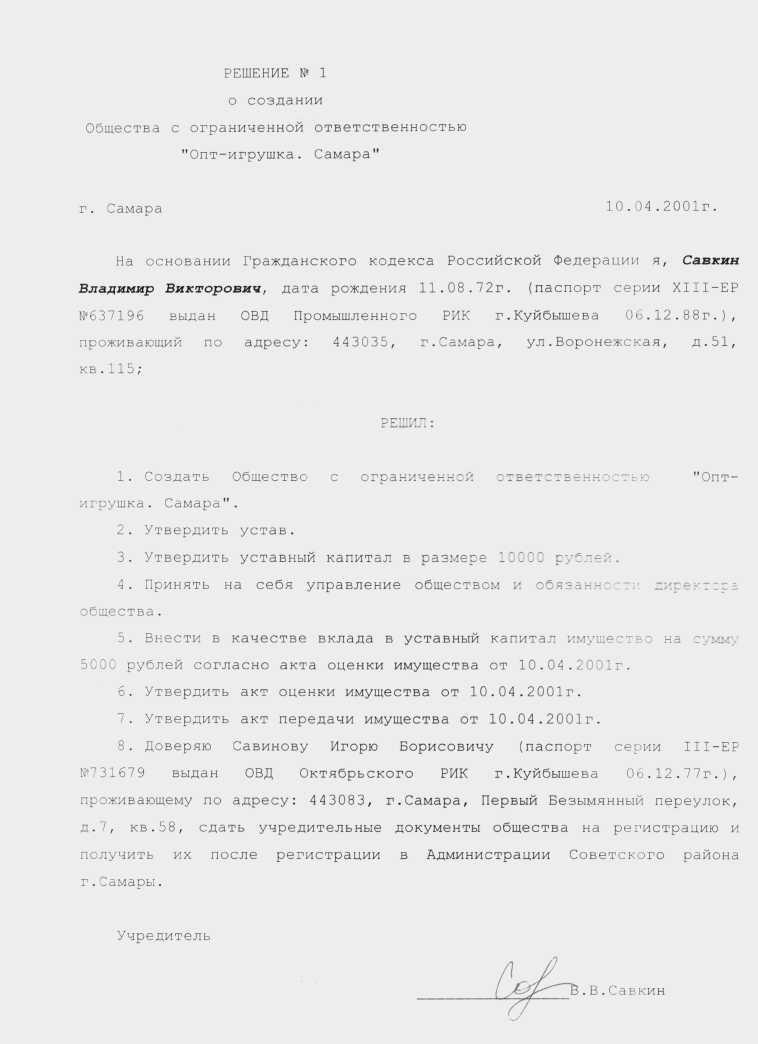 РЕШЕНИЕ № 1
о создании
Общества с ограниченной ответственностью
"Опт-игрушка. Самара"
г. Самара 10.04.2001г.
На основании Гражданского кодекса Российской Федерации я, Савкин
Владимир Викторович, дата рождения 11.08.72г. (паспорт серии XIII-ЕР
№637196 выдан ОВД Промышленного РИК г.Куйбышева 06.12.88г.),
проживающий по адресу: 443035, г.Самара, ул.Воронежская, д.51,
кв.115;
РЕШИЛ:
1. Создать Общество с ограниченной ответственностью "Опт-
игрушка. Самара".
2. Утвердить устав.
3. Утвердить уставный капитал в размере 10000 рублей.
4. Принять на себя управление обществом и обязанности директора
общества.
5. Внести в качестве вклада в уставный капитал имущество на сумму
5000 рублей согласно акта оценки имущества от 10.04.2001г.
6. Утвердить акт оценки имущества от 10.04.2001г.
7. Утвердить акт передачи имущества от 10.04.2001г.
8. Доверяю Савинову Игорю Борисовичу (паспорт серии III-ЕР
№731679 выдан ОВД Октябрьского РИК г.Куйбышева 06.12.77г.),
проживающему по адресу: 443083, г.Самара, Первый Безымянный переулок,
д.7, кв.58, сдать учредительные документы общества на регистрацию и
получить их после регистрации в Администрации Советского района
г.Самары.
Учредитель
В.В.Савкин